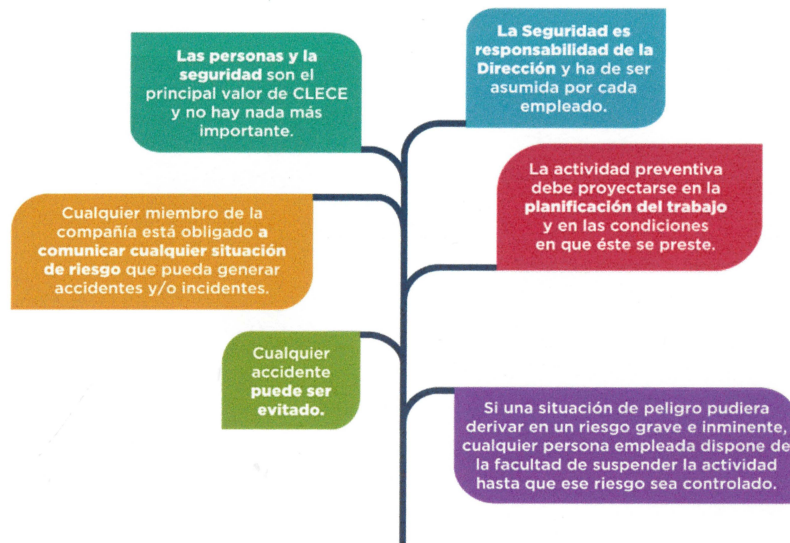 Las personas y la
seguridad son el
principal valor de CLECE
y no hay nada más
importante.
La Seguridad es
responsabilidad de la
Dirección y ha de ser
asumida por cada
empleado.
La actividad preventiva
debe proyectarse en la
planificación del trabajo
y en las condiciones
en que éste se preste.
Cualquier miembro de la
compañía está obligado a
comunicar cualquier situación
de riesgo que pueda generar
accidentes y/o incidentes.
Cualquier
accidente
puede ser
evitado.
Si una situación de peligro pudiera
derivar en un riesgo grave e inminente,
cualquier persona empleada dispone de
la facultad de suspender la actividad
hasta que ese riesgo sea controlado.